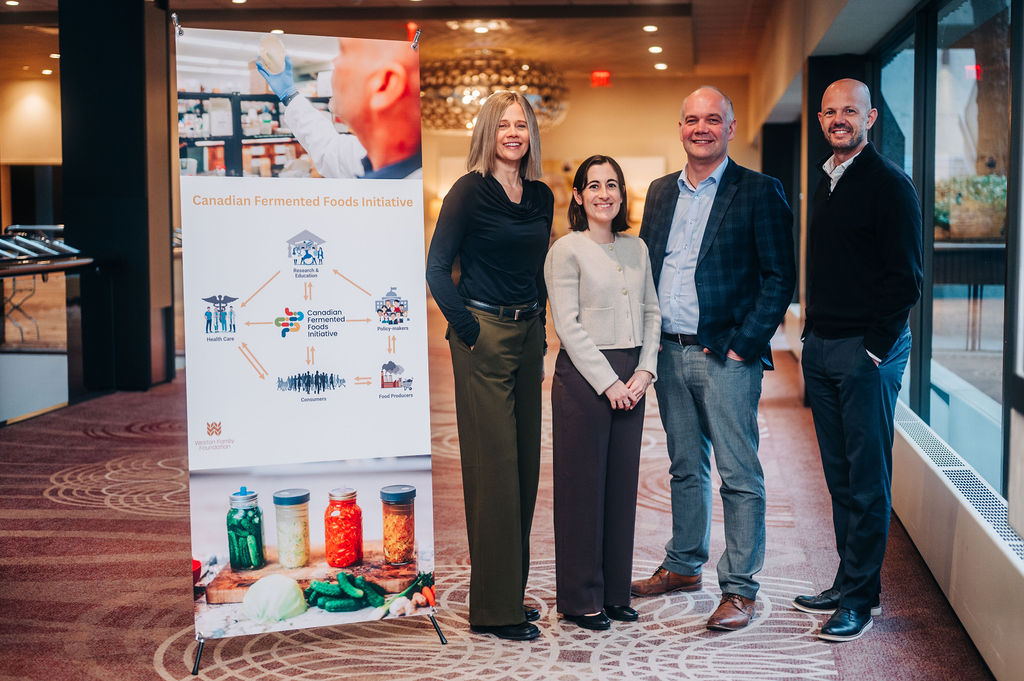 Canadian Fermented Foods Initiative
Research &
Education
Canadian
Fermented
Foods
Initiative
Health Care
Policy-makers
Consumers
Food Producers
Weston Family
Foundation